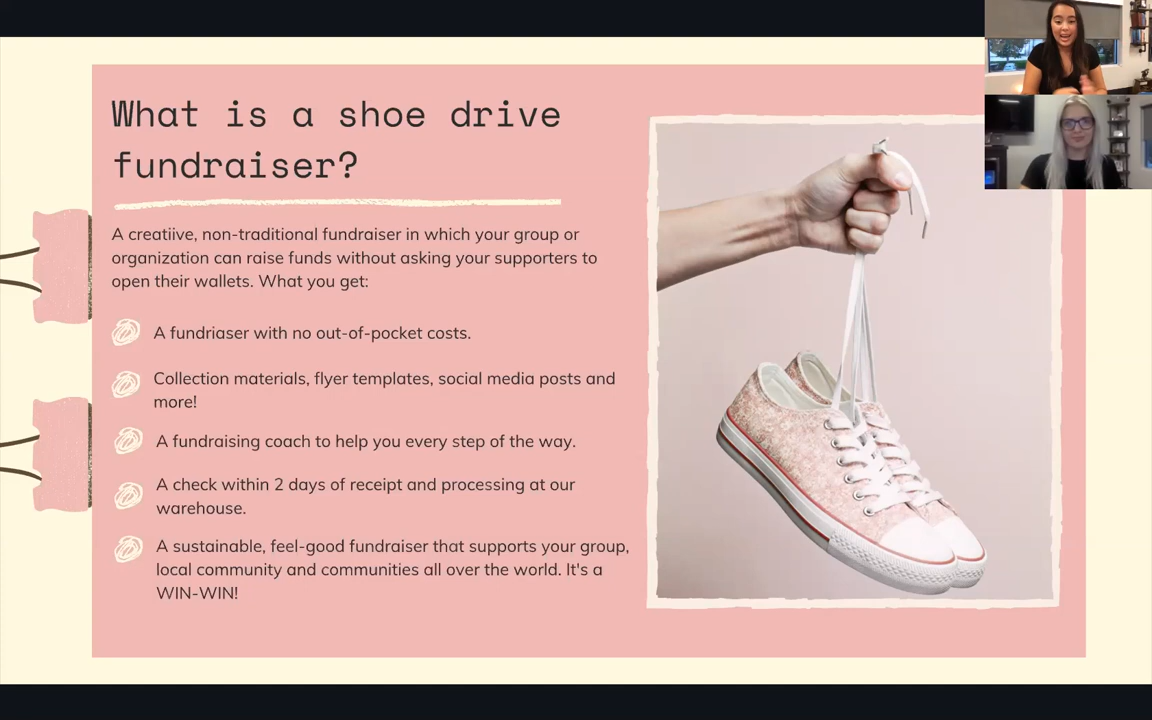 What is a shoe drive
fundraiser?
A creatiive, non-traditional fundraiser in which your group or
organization can raise funds without asking your supporters to
open their wallets. What you get:
A fundriaser with no out-of-pocket costs.
Collection materials, flyer templates, social media posts and
more!
A fundraising coach to help you every step of the way.
A check within 2 days of receipt and processing at our
warehouse.
A sustainable, feel-good fundraiser that supports your group,
local community and communities all over the world. It's a
WIN-WIN!